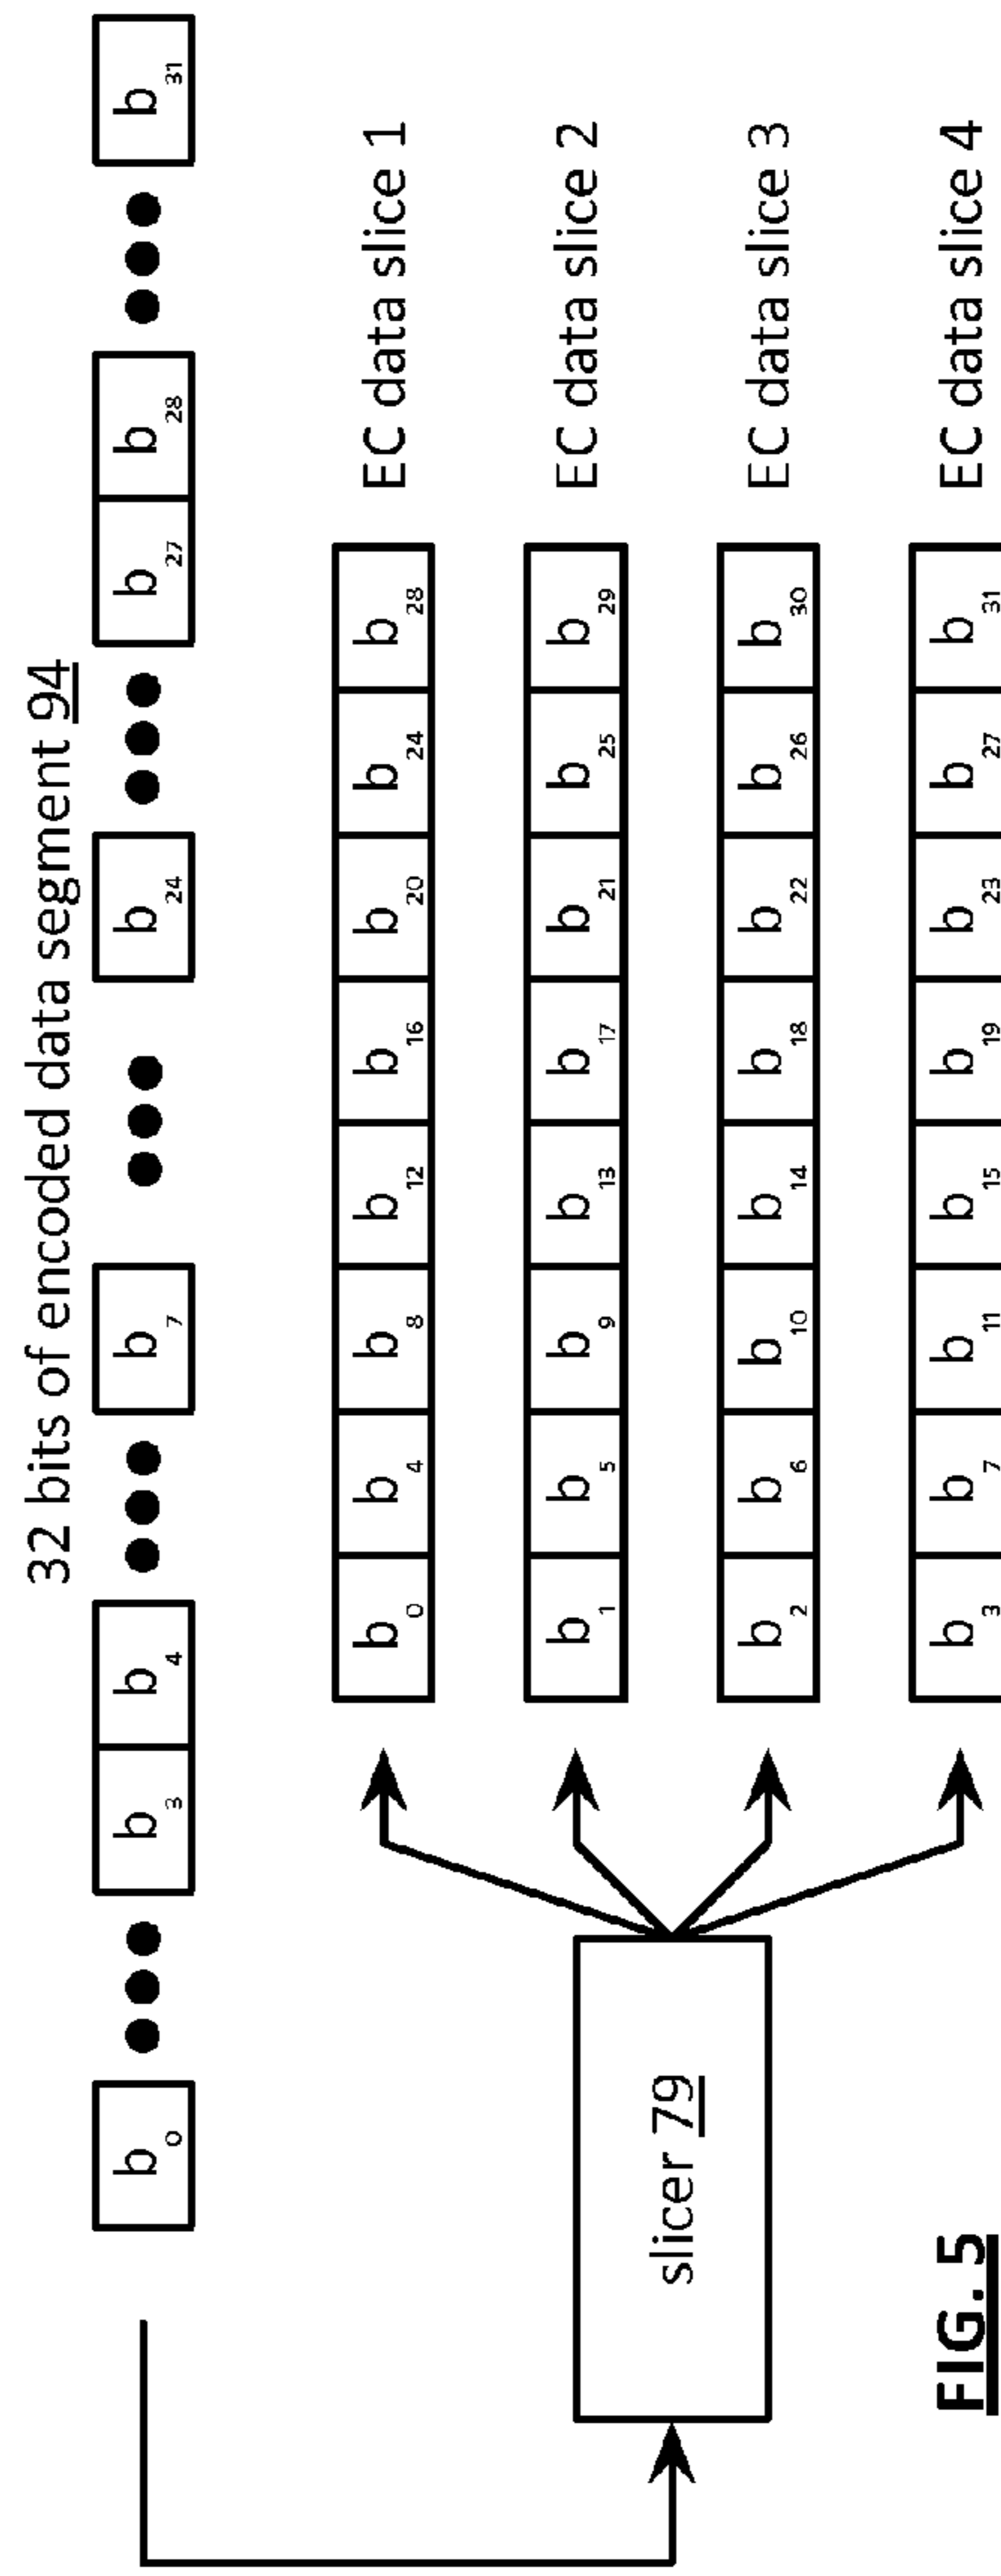 32 bits of encoded data segment 94
b0 ●●● b3 b4 ●●● b7 ●●● b24 ●●● b27 b28 ●●● b31
b0 b4 b8 b12 b16 b20 b24 b28 EC data slice 1
b1 b5 b9 b13 b17 b21 b25 b29 EC data slice 2
slicer 79
b2 b6 b10 b14 b18 b22 b26 b30 EC data slice 3
b3 b7 b11 b15 b19 b23 b27 b31 EC data slice 4
FIG. 5